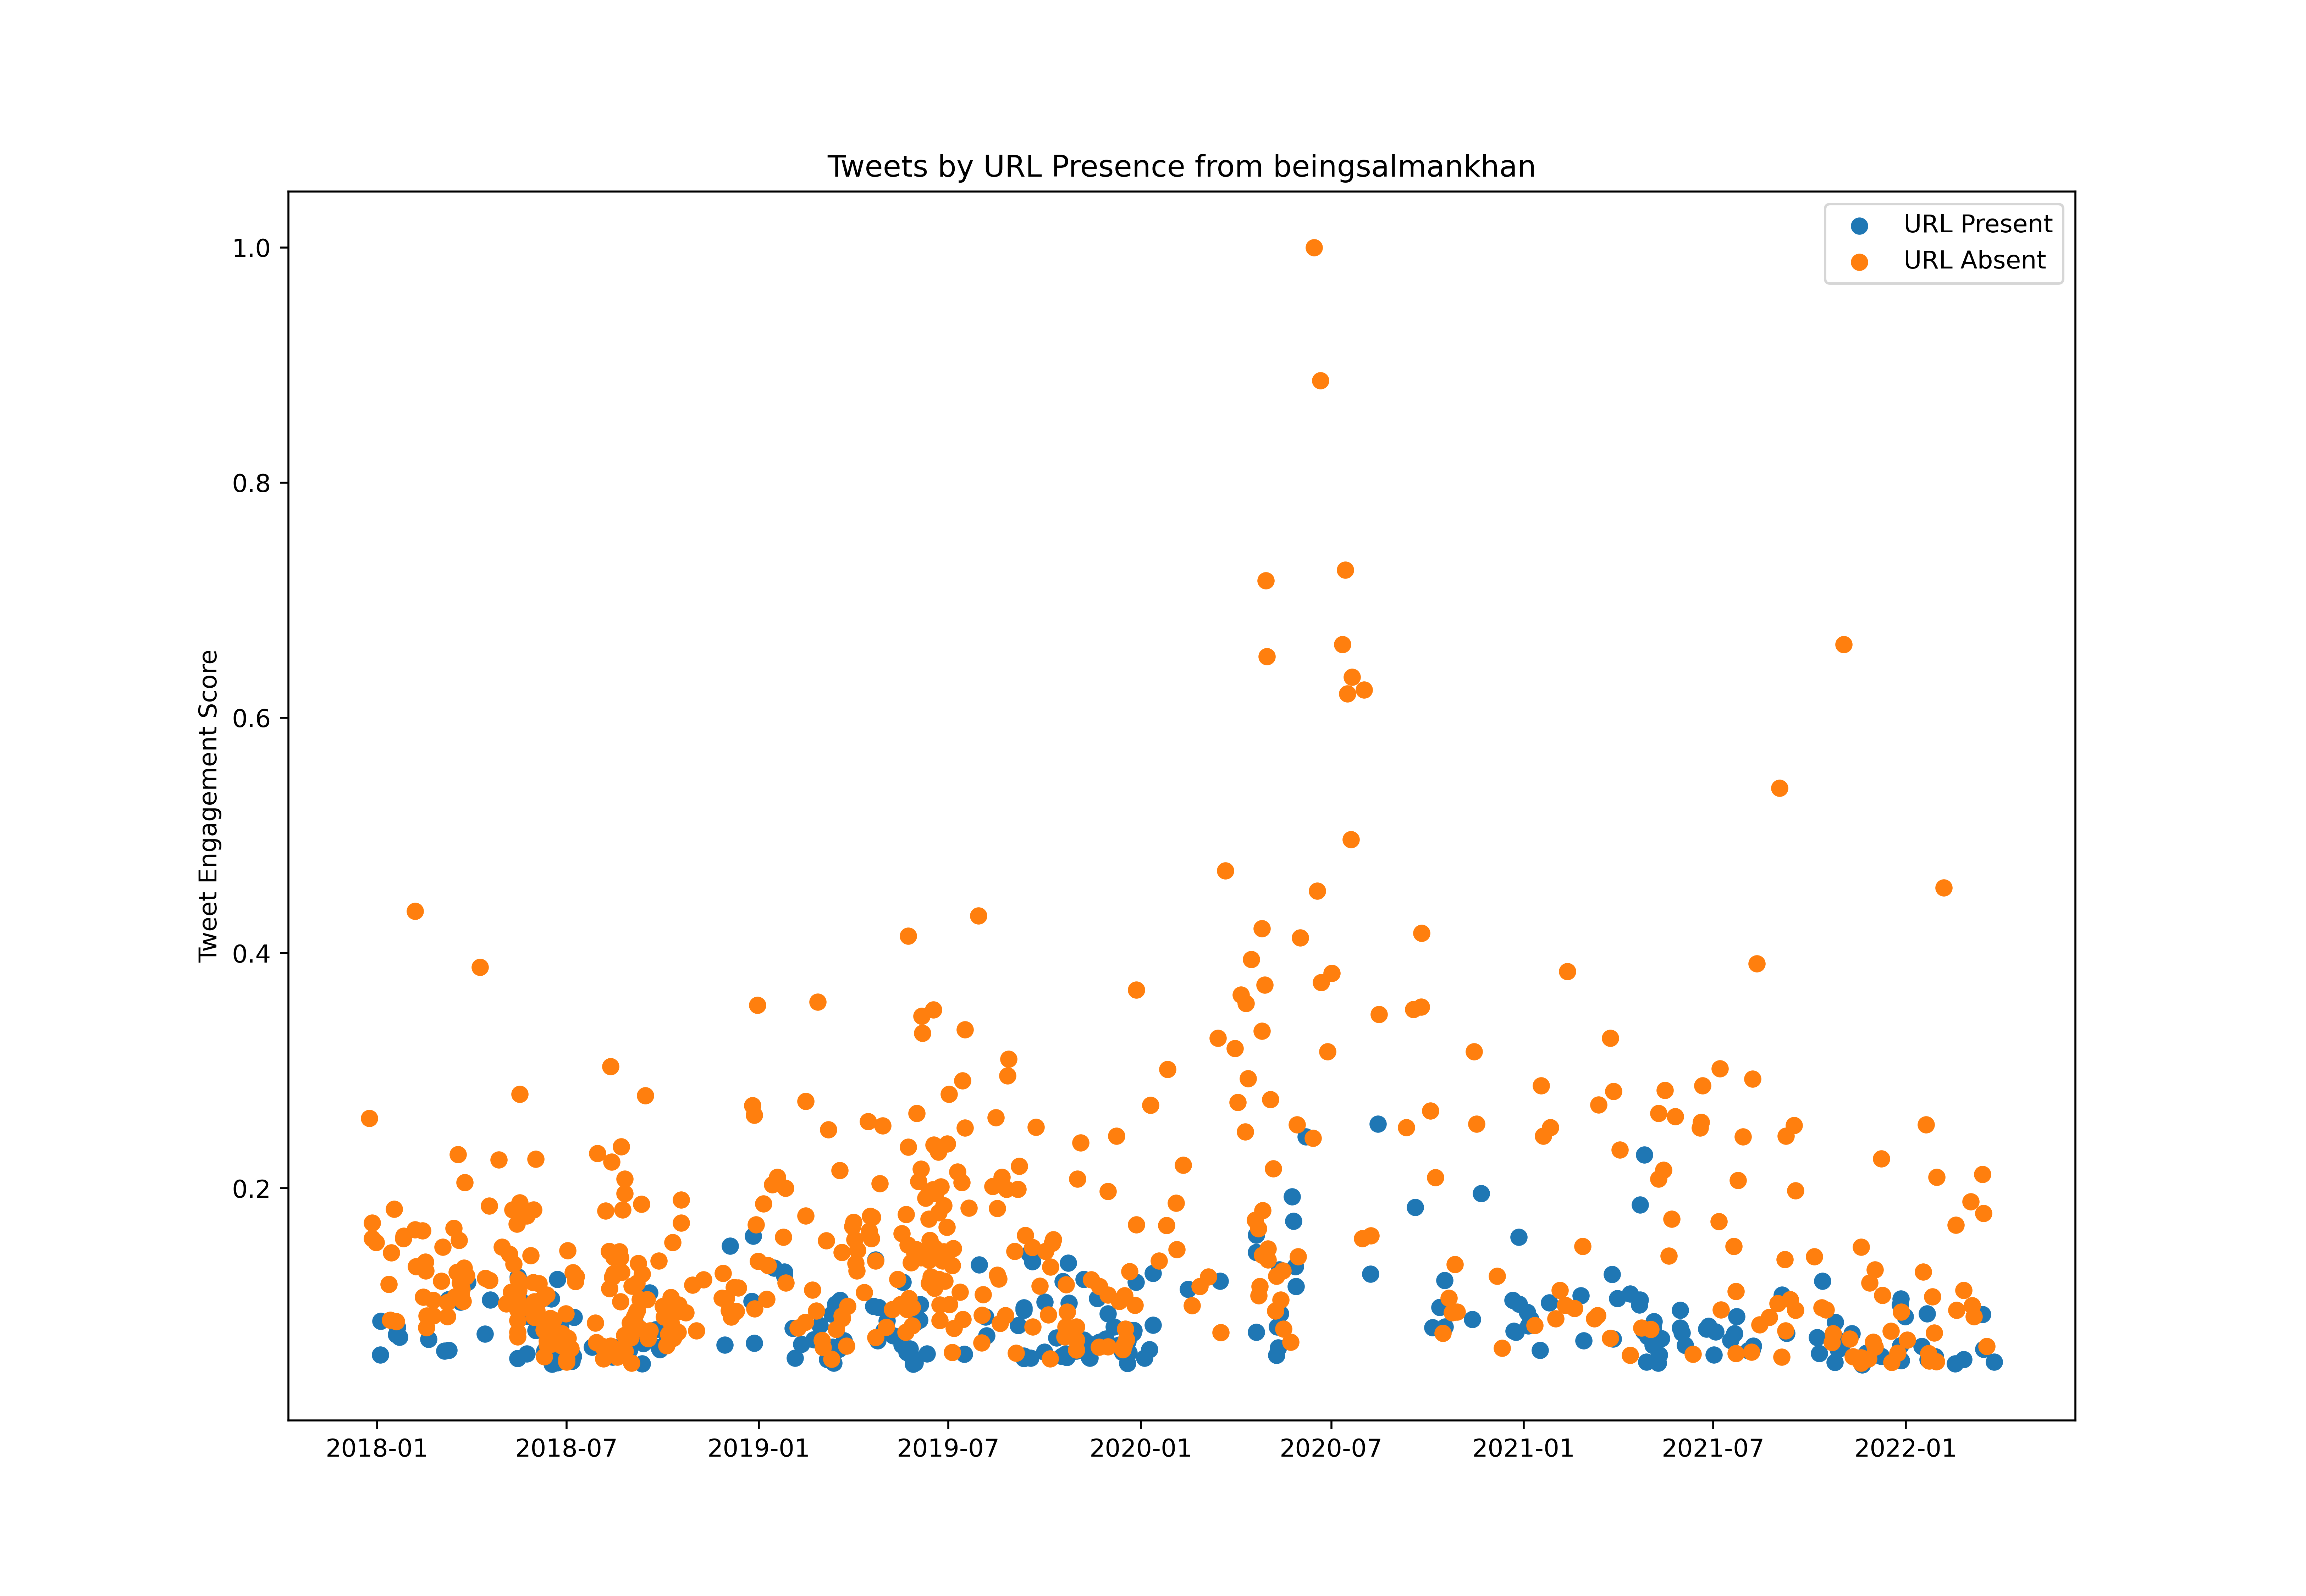 Tweets by URL Presence from beingsalmankhan
URL Present
URL Absent
Tweet Engagement Score
1.0
0.8
0.6
0.4
0.2
2018-01 2018-07 2019-01 2019-07 2020-01 2020-07 2021-01 2021-07 2022-01